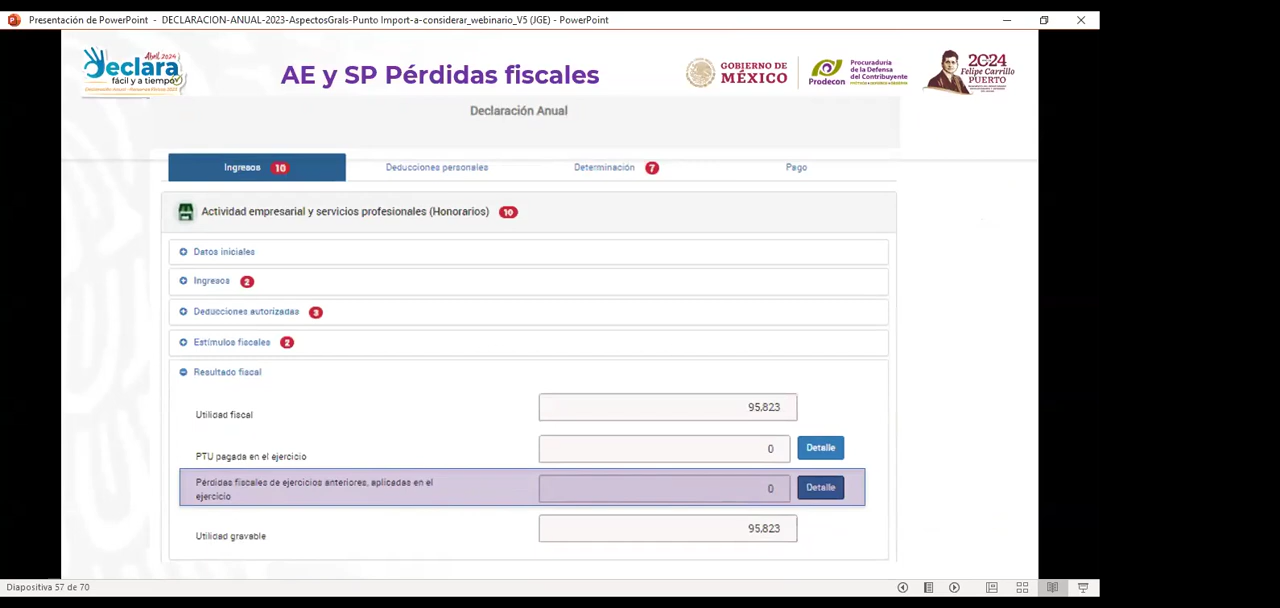 Presentación de PowerPoint - DECLARACION-ANUAL-2023-AspectosGrals-Punto Import-a-considerar_webinario_V5 (JGE) - PowerPoint
Abril 2024
Declara
fácil y a tiempo
AE y SP Pérdidas fiscales
GOBIERNO DE
MÉXICO
Prodecon
Procuraduría
de la Defensa
del Contribuyente
2024
Felipe Carrillo
PUERTO
Declaración Anual
Ingresos 10
Deducciones personales
Determinación 7
Pago
Actividad empresarial y servicios profesionales (Honorarios) 10
Datos iniciales
Ingresos 2
Deducciones autorizadas 3
Estímulos fiscales 2
Resultado fiscal
Utilidad fiscal
95,823
PTU pagada en el ejercicio
0
Detalle
Pérdidas fiscales de ejercicios anteriores, aplicadas en el
ejercicio
0
Detalle
Utilidad gravable
95,823
Diapositiva 57 de 70